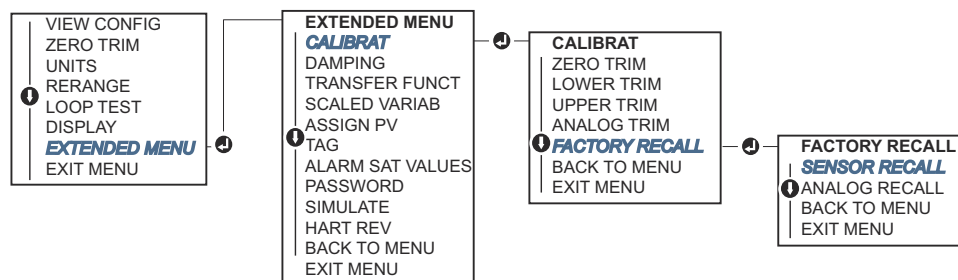 VIEW CONFIG
ZERO TRIM
UNITS
RERANGE
LOOP TEST
DISPLAY
EXTENDED MENU
EXIT MENU
EXTENDED MENU
CALIBRAT
DAMPING
TRANSFER FUNCT
SCALED VARIAB
ASSIGN PV
TAG
ALARM SAT VALUES
PASSWORD
SIMULATE
HART REV
BACK TO MENU
EXIT MENU
CALIBRAT
ZERO TRIM
LOWER TRIM
UPPER TRIM
ANALOG TRIM
FACTORY RECALL
BACK TO MENU
EXIT MENU
FACTORY RECALL
SENSOR RECALL
ANALOG RECALL
BACK TO MENU
EXIT MENU